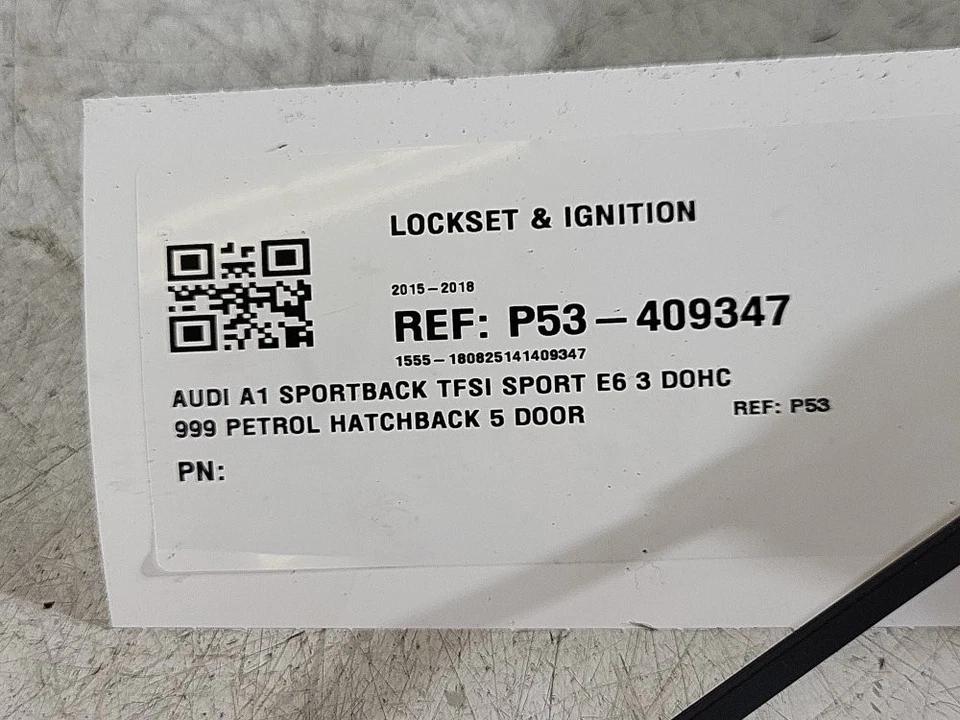 LOCKSET & IGNITION
2015-2018
REF: P53-409347
1555-180825141409347
AUDI A1 SPORTBACK TFSI SPORT E6 3 DOHC
999 PETROL HATCHBACK 5 DOOR
REF: P53
PN: